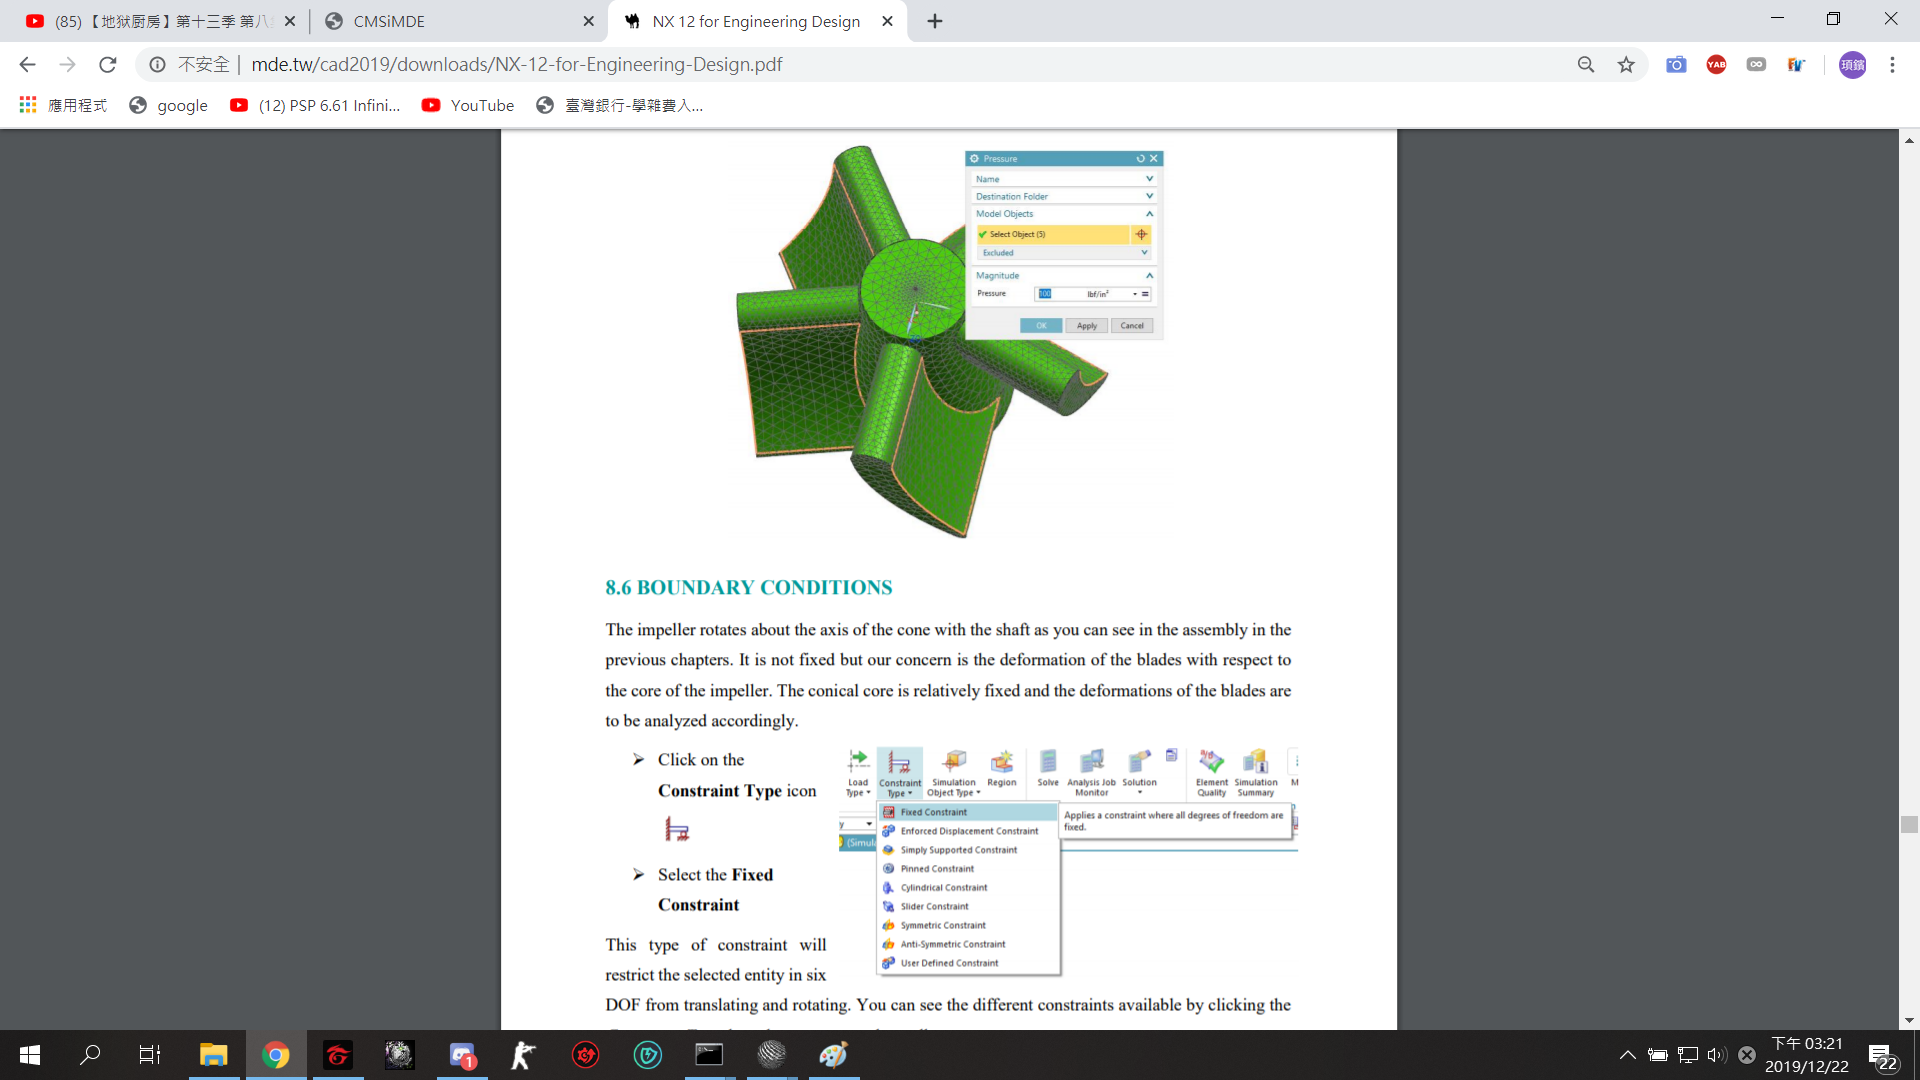 (85) 【地狱厨房】第十三季 第八
CMSiMDE
NX 12 for Engineering Design
不安全 | mde.tw/cad2019/downloads/NX-12-for-Engineering-Design.pdf
YAB
項鑌
應用程式
google
(12) PSP 6.61 Infini...
YouTube
臺灣銀行-學雜費入...
Pressure
Name
Destination Folder
Model Objects
Select Object (5)
Excluded
Magnitude
Pressure 100 lbf/in²
OK Apply Cancel
8.6 BOUNDARY CONDITIONS
The impeller rotates about the axis of the cone with the shaft as you can see in the assembly in the
previous chapters. It is not fixed but our concern is the deformation of the blades with respect to
the core of the impeller. The conical core is relatively fixed and the deformations of the blades are
to be analyzed accordingly.
➢ Click on the
Constraint Type icon
➢ Select the Fixed
Constraint
This type of constraint will
restrict the selected entity in six
DOF from translating and rotating. You can see the different constraints available by clicking the
Load Type
Constraint Type
Simulation Object Type
Region
Solve
Analysis Job Monitor
Solution
Element Quality
Simulation Summary
M
y
(Simula
Fixed Constraint
Enforced Displacement Constraint
Simply Supported Constraint
Pinned Constraint
Cylindrical Constraint
Slider Constraint
Symmetric Constraint
Anti-Symmetric Constraint
User Defined Constraint
Applies a constraint where all degrees of freedom are
fixed.
1
下午 03:21
2019/12/22
22